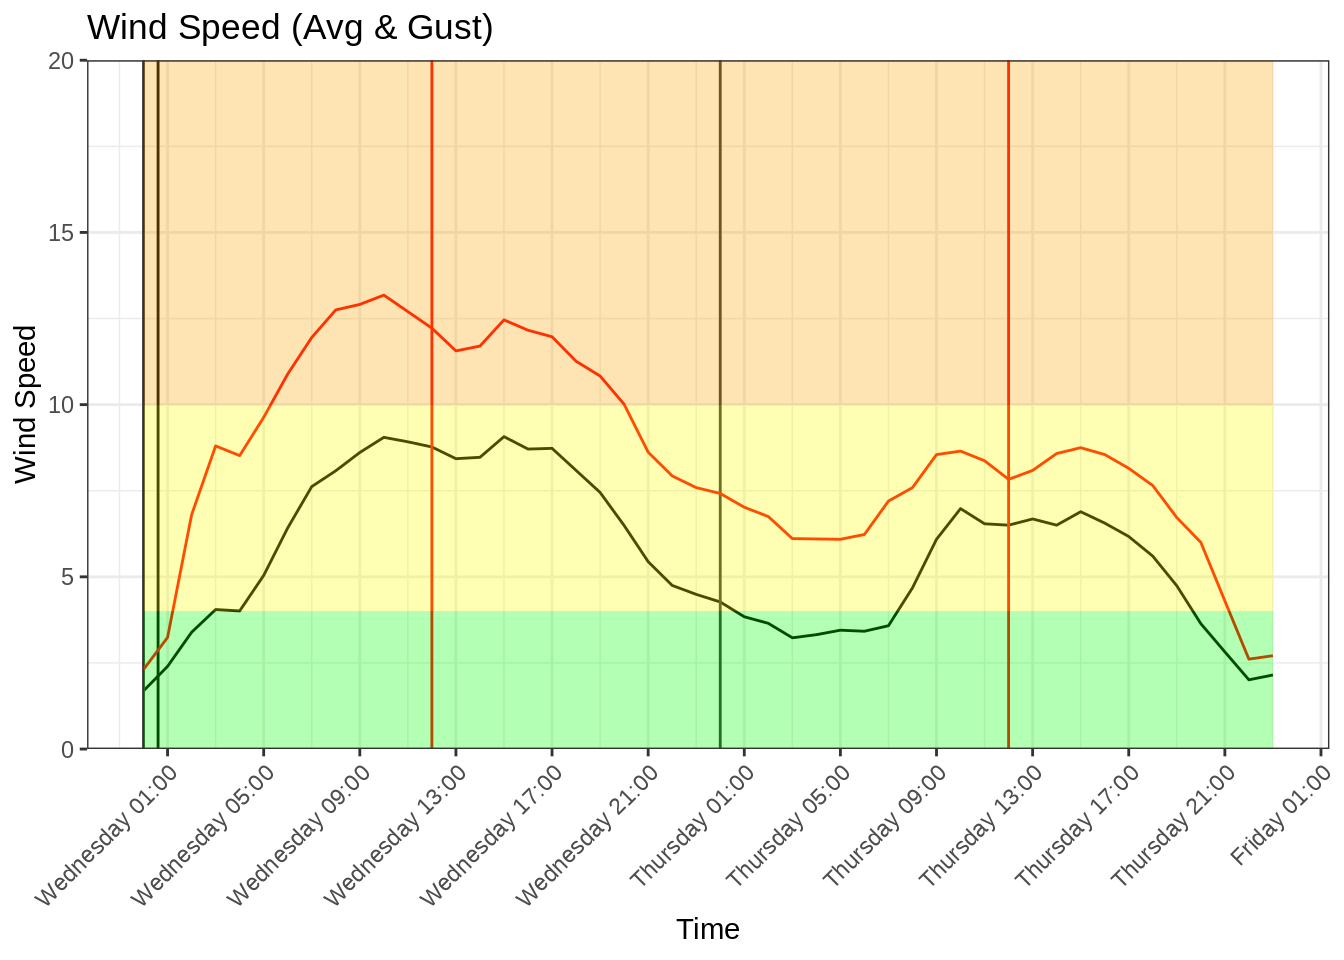 Wind Speed (Avg & Gust)
20
15
10
5
0
Wind Speed
Wednesday 01:00
Wednesday 05:00
Wednesday 09:00
Wednesday 13:00
Wednesday 17:00
Wednesday 21:00
Thursday 01:00
Thursday 05:00
Thursday 09:00
Thursday 13:00
Thursday 17:00
Thursday 21:00
Friday 01:00
Time